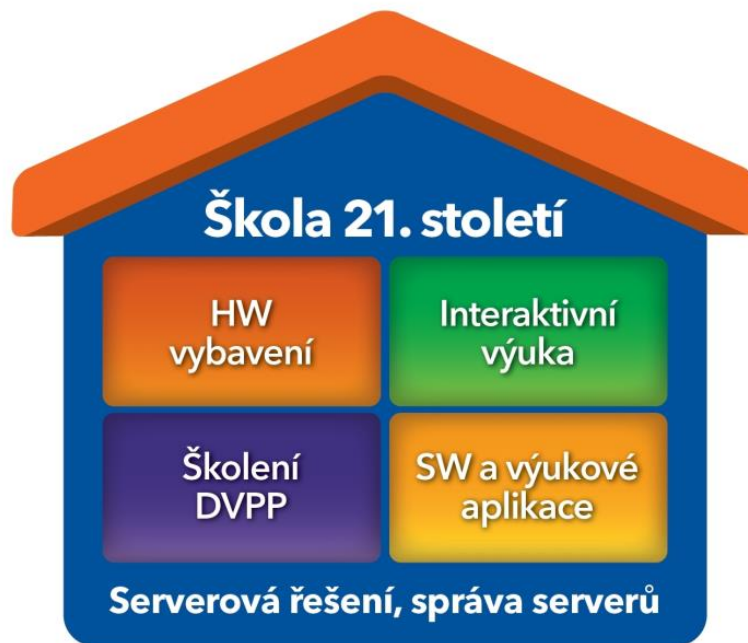 Škola 21. století
HW
vybavení
Interaktivní
výuka
Školení
DVPP
SW a výukové
aplikace
Serverová řešení, správa serverů